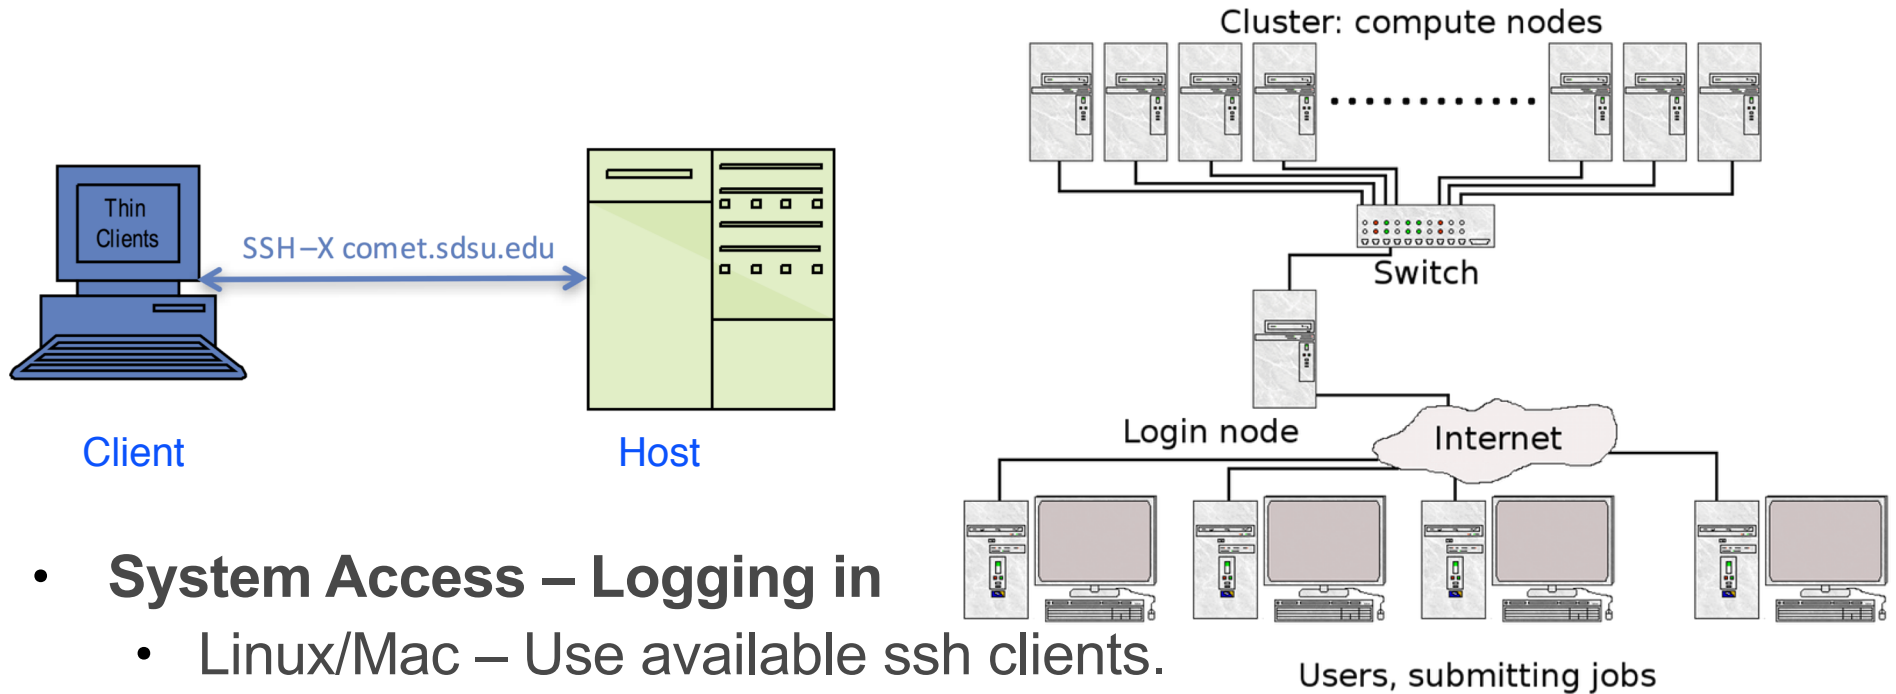 Cluster: compute nodes
Thin
Clients
SSH –X comet.sdsu.edu
Switch
Client
Host
Login node
Internet
• System Access – Logging in
• Linux/Mac – Use available ssh clients.
Users, submitting jobs